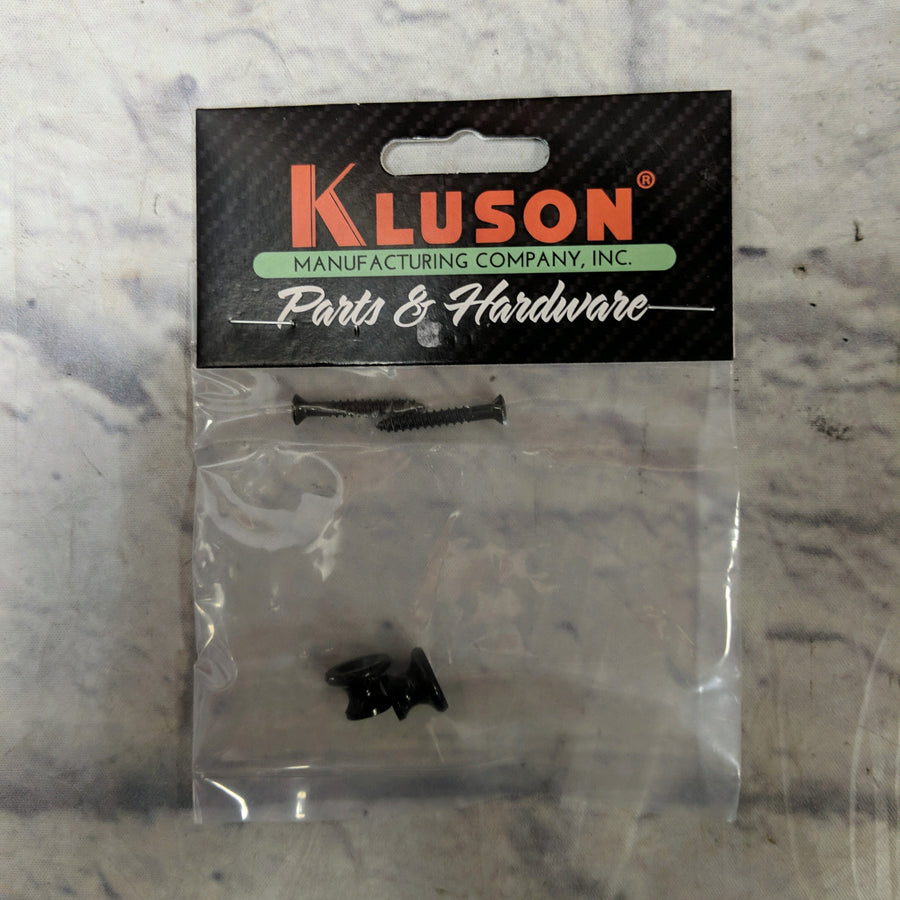 KLUSON®
MANUFACTURING COMPANY, INC.
Parts & Hardware